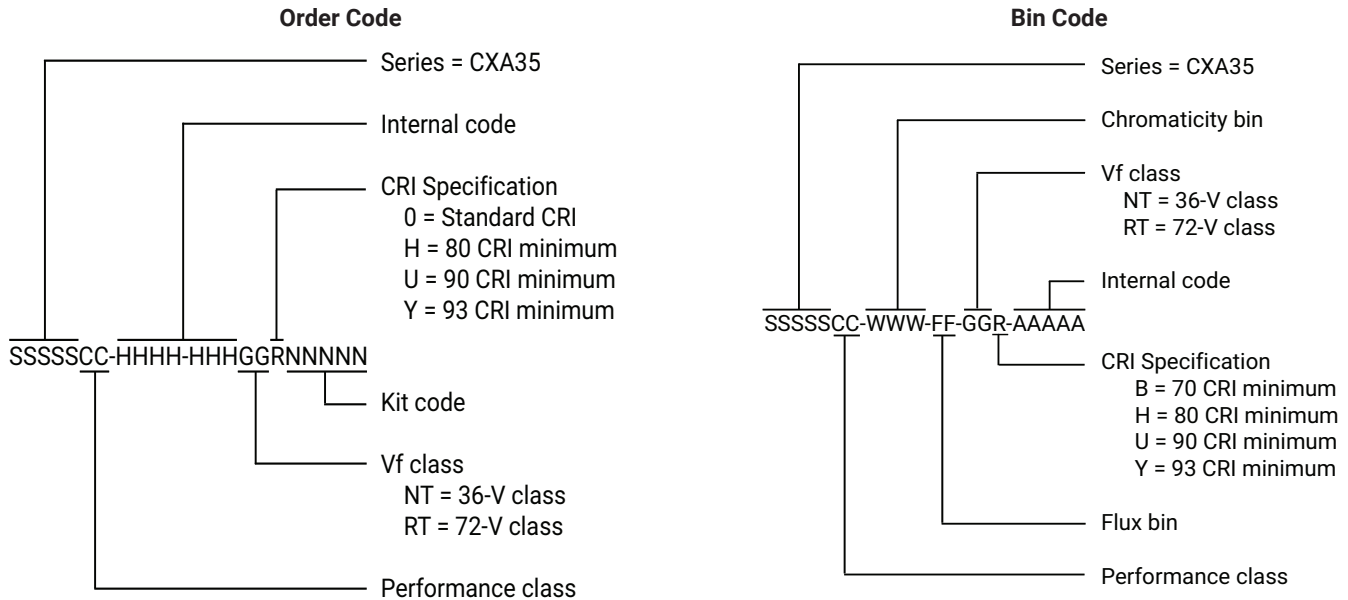 Order Code
Series = CXA35
Internal code
CRI Specification
0 = Standard CRI
H = 80 CRI minimum
U = 90 CRI minimum
Y = 93 CRI minimum
SSSSSCC-HHHH-HHHGGRNNNNN
Kit code
Vf class
NT = 36-V class
RT = 72-V class
Performance class
Bin Code
Series = CXA35
Chromaticity bin
Vf class
NT = 36-V class
RT = 72-V class
Internal code
SSSSSCC-WWW-FF-GGR-AAAAA
CRI Specification
B = 70 CRI minimum
H = 80 CRI minimum
U = 90 CRI minimum
Y = 93 CRI minimum
Flux bin
Performance class